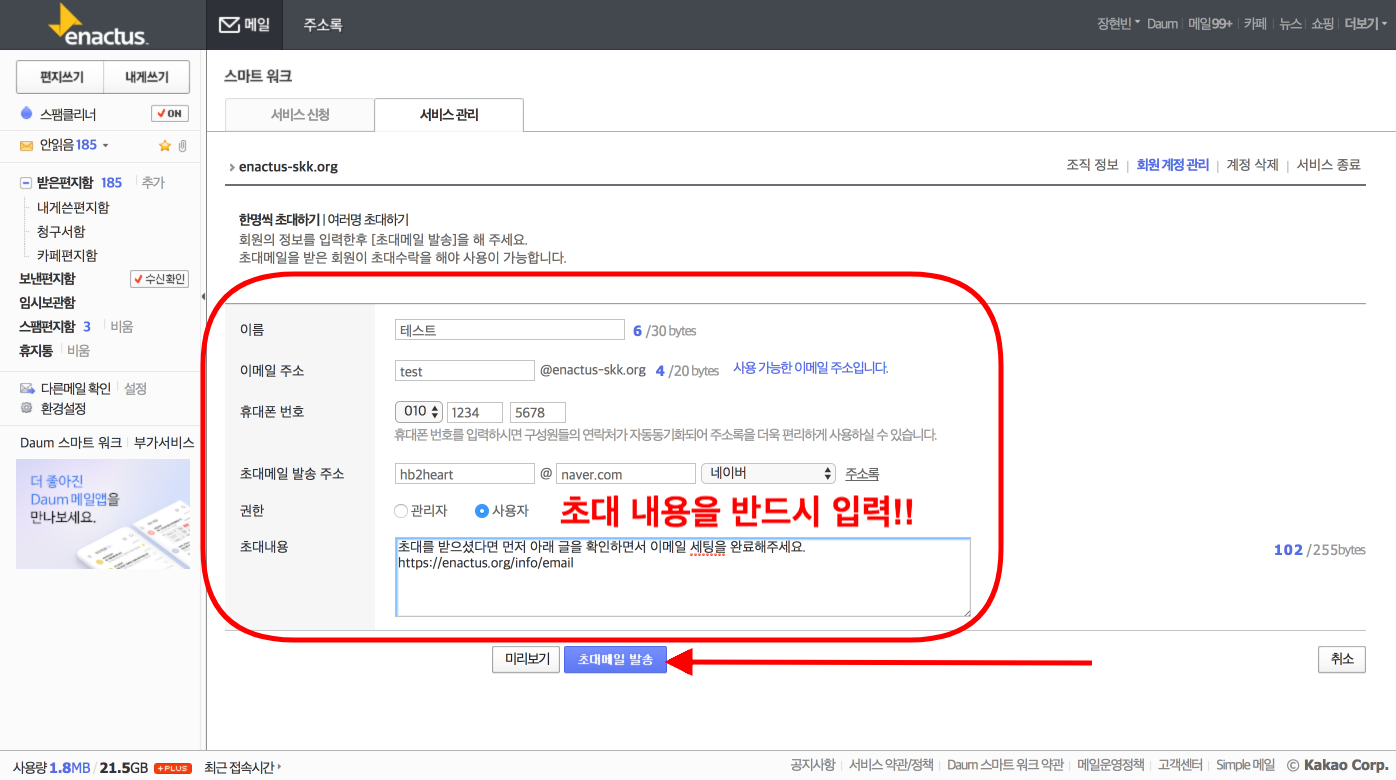 enactus.
메일
주소록
장현빈 Daum 메일99+ 카페 뉴스 쇼핑 더보기
편지쓰기 내게쓰기
스팸클리너 ON
안읽음 185
받은편지함 185 추가
내게쓴편지함
청구서함
카페편지함
보낸편지함 수신확인
임시보관함
스팸편지함 3 비움
휴지통 비움
다른메일 확인 설정
환경설정
Daum 스마트 워크 부가서비스
더 좋아진
Daum 메일앱을
만나보세요.
스마트 워크
서비스 신청 서비스 관리
enactus-skk.org
조직 정보 | 회원 계정 관리 | 계정 삭제 | 서비스 종료
한명씩 초대하기 | 여러명 초대하기
회원의 정보를 입력한후 [초대메일 발송]을 해 주세요.
초대메일을 받은 회원이 초대수락을 해야 사용이 가능합니다.
이름 테스트 6 /30 bytes
이메일 주소 test @enactus-skk.org 4 /20 bytes 사용 가능한 이메일 주소입니다.
휴대폰 번호 010 1234 5678
휴대폰 번호를 입력하시면 구성원들의 연락처가 자동동기화되어 주소록을 더욱 편리하게 사용하실 수 있습니다.
초대메일 발송 주소 hb2heart @ naver.com 네이버 주소록
권한 관리자 사용자 초대 내용을 반드시 입력!!
초대내용 초대를 받으셨다면 먼저 아래 글을 확인하면서 이메일 세팅을 완료해주세요.
https://enactus.org/info/email
102 /255bytes
미리보기 초대메일 발송 취소
사용량 1.8MB / 21.5GB +PLUS 최근 접속시간
공지사항 서비스 약관/정책 Daum 스마트 워크 약관 메일운영정책 고객센터 Simple 메일 © Kakao Corp.